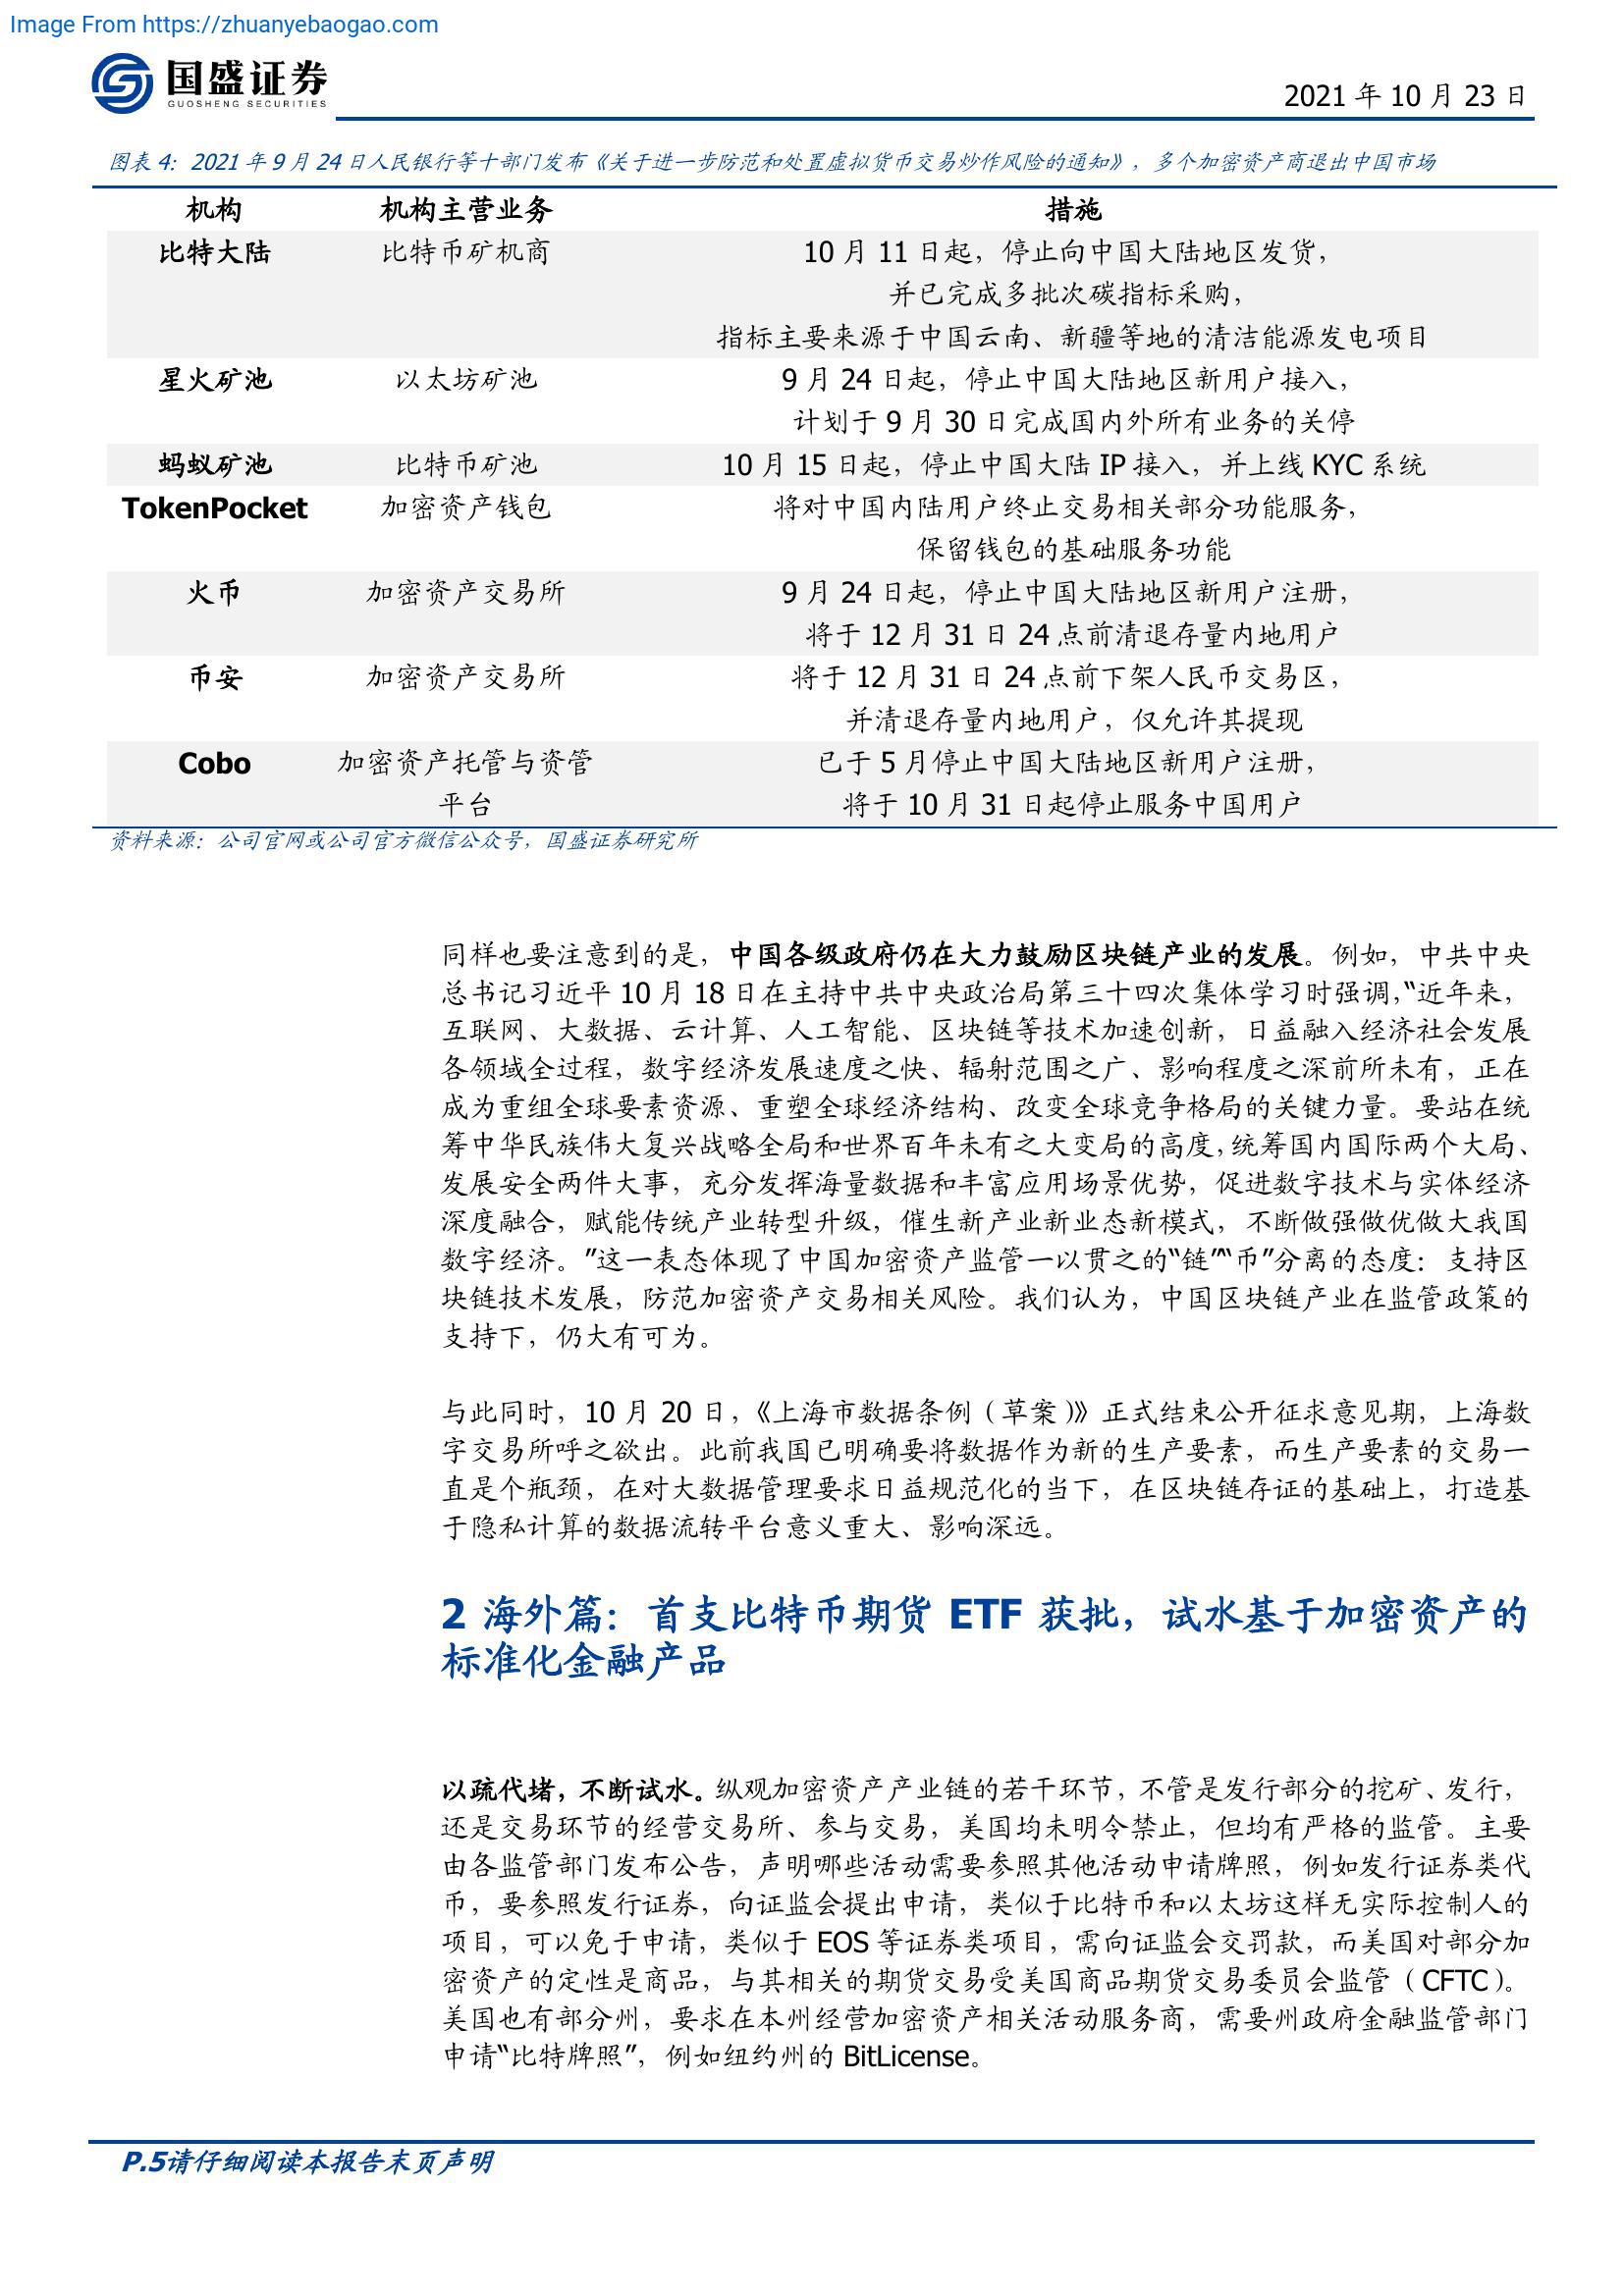 Image From https://zhuanyebaogao.com
国盛证券
GUOSHENG SECURITIES
2021 年 10 月 23 日
图表 4：2021 年 9 月 24 日人民银行等十部门发布《关于进一步防范和处置虚拟货币交易炒作风险的通知》，多个加密资产商退出中国市场
机构 机构主营业务 措施
比特大陆 比特币矿机商 10 月 11 日起，停止向中国大陆地区发货，
并已完成多批次碳指标采购，
指标主要来源于中国云南、新疆等地的清洁能源发电项目
星火矿池 以太坊矿池 9 月 24 日起，停止中国大陆地区新用户接入，
计划于 9 月 30 日完成国内外所有业务的关停
蚂蚁矿池 比特币矿池 10 月 15 日起，停止中国大陆 IP 接入，并上线 KYC 系统
TokenPocket 加密资产钱包 将对中国内陆用户终止交易相关部分功能服务，
保留钱包的基础服务功能
火币 加密资产交易所 9 月 24 日起，停止中国大陆地区新用户注册，
将于 12 月 31 日 24 点前清退存量内地用户
币安 加密资产交易所 将于 12 月 31 日 24 点前下架人民币交易区，
并清退存量内地用户，仅允许其提现
Cobo 加密资产托管与资管 已于 5 月停止中国大陆地区新用户注册，
平台 将于 10 月 31 日起停止服务中国用户
资料来源：公司官网或公司官方微信公众号，国盛证券研究所
同样也要注意到的是，中国各级政府仍在大力鼓励区块链产业的发展。例如，中共中央
总书记习近平 10 月 18 日在主持中共中央政治局第三十四次集体学习时强调，“近年来，
互联网、大数据、云计算、人工智能、区块链等技术加速创新，日益融入经济社会发展
各领域全过程，数字经济发展速度之快、辐射范围之广、影响程度之深前所未有，正在
成为重组全球要素资源、重塑全球经济结构、改变全球竞争格局的关键力量。要站在统
筹中华民族伟大复兴战略全局和世界百年未有之大变局的高度，统筹国内国际两个大局、
发展安全两件大事，充分发挥海量数据和丰富应用场景优势，促进数字技术与实体经济
深度融合，赋能传统产业转型升级，催生新产业新业态新模式，不断做强做优做大我国
数字经济。”这一表态体现了中国加密资产监管一以贯之的“链”“币”分离的态度：支持区
块链技术发展，防范加密资产交易相关风险。我们认为，中国区块链产业在监管政策的
支持下，仍大有可为。
与此同时，10 月 20 日，《上海市数据条例（草案）》正式结束公开征求意见期，上海数
字交易所呼之欲出。此前我国已明确要将数据作为新的生产要素，而生产要素的交易一
直是个瓶颈，在对大数据管理要求日益规范化的当下，在区块链存证的基础上，打造基
于隐私计算的数据流转平台意义重大、影响深远。
2 海外篇：首支比特币期货 ETF 获批，试水基于加密资产的
标准化金融产品
以疏代堵，不断试水。纵观加密资产产业链的若干环节，不管是发行部分的挖矿、发行，
还是交易环节的经营交易所、参与交易，美国均未明令禁止，但均有严格的监管。主要
由各监管部门发布公告，声明哪些活动需要参照其他活动申请牌照，例如发行证券类代
币，要参照发行证券，向证监会提出申请，类似于比特币和以太坊这样无实际控制人的
项目，可以免于申请，类似于 EOS 等证券类项目，需向证监会交罚款，而美国对部分加
密资产的定性是商品，与其相关的期货交易受美国商品期货交易委员会监管（CFTC）。
美国也有部分州，要求在本州经营加密资产相关活动服务商，需要州政府金融监管部门
申请“比特牌照”，例如纽约州的 BitLicense。
P.5请仔细阅读本报告末页声明